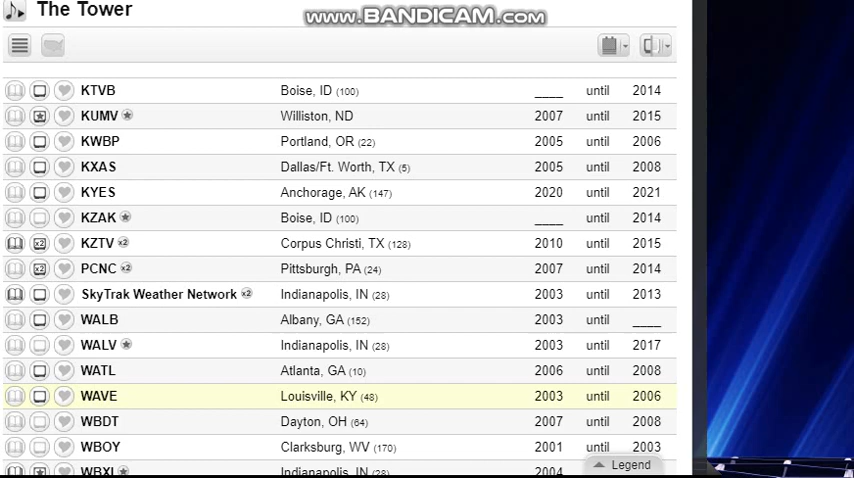 The Tower
www.BANDICAM.com
KTVB Boise, ID (100) ____ until 2014
KUMV Williston, ND 2007 until 2015
KWBP Portland, OR (22) 2005 until 2006
KXAS Dallas/Ft. Worth, TX (5) 2005 until 2008
KYES Anchorage, AK (147) 2020 until 2021
KZAK Boise, ID (100) ____ until 2014
KZTV x2 Corpus Christi, TX (128) 2010 until 2015
PCNC x2 Pittsburgh, PA (24) 2007 until 2014
SkyTrak Weather Network x2 Indianapolis, IN (28) 2003 until 2013
WALB Albany, GA (152) 2003 until ____
WALV Indianapolis, IN (28) 2003 until 2017
WATL Atlanta, GA (10) 2006 until 2008
WAVE Louisville, KY (48) 2003 until 2006
WBDT Dayton, OH (64) 2007 until 2008
WBOY Clarksburg, WV (170) 2001 until 2003
WBXI Indianapolis, IN (28) 2004
Legend